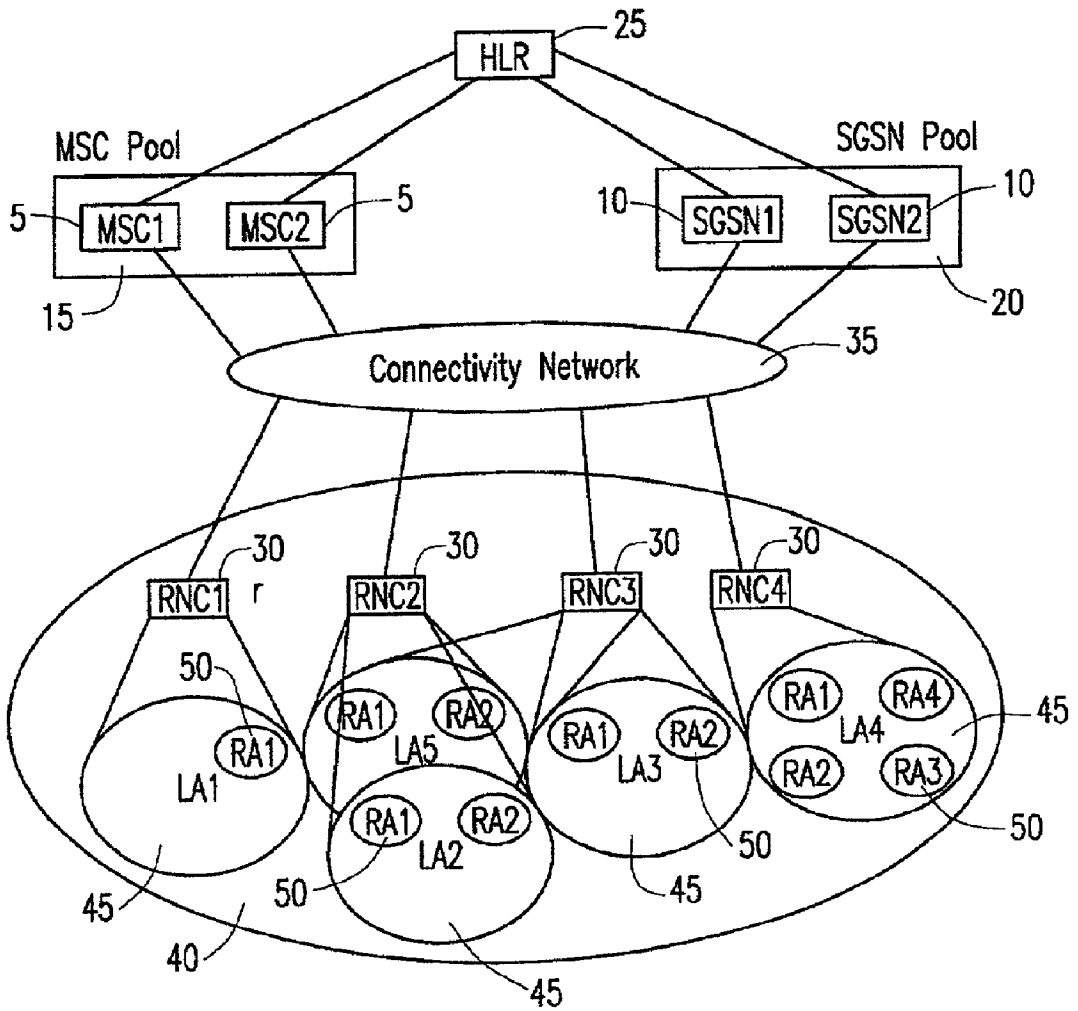 25
HLR
MSC Pool
SGSN Pool
5
MSC1
MSC2
5
10
SGSN1
SGSN2
10
15
20
Connectivity Network
35
RNC1
30
r
RNC2
30
RNC3
30
RNC4
30
50
RA1
LA1
45
RA1
RA2
LA5
RA1
RA2
LA2
50
45
RA1
RA2
LA3
50
45
RA1
RA4
LA4
RA2
RA3
45
50
40